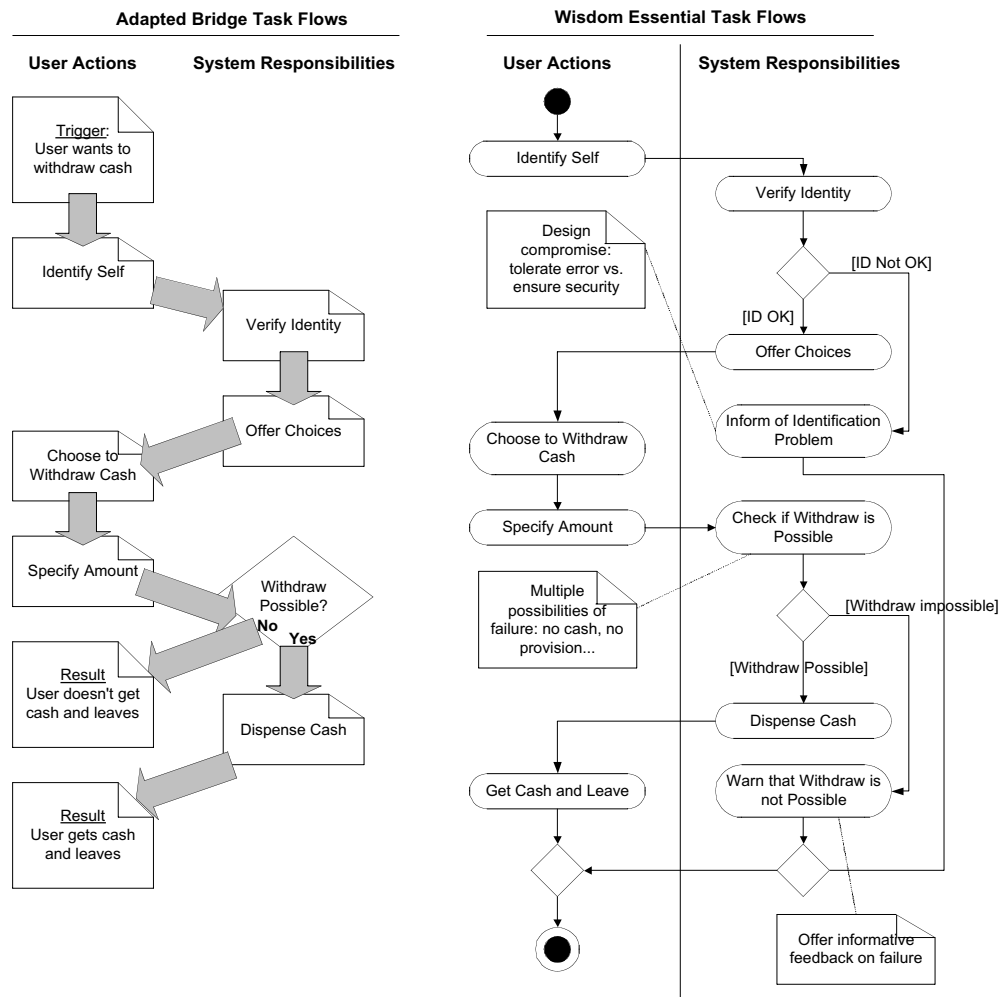 Adapted Bridge Task Flows
User Actions
System Responsibilities
Trigger:
User wants to
withdraw cash
Identify Self
Verify Identity
Offer Choices
Choose to
Withdraw Cash
Specify Amount
Withdraw
Possible?
No
Yes
Result
User doesn't get
cash and leaves
Dispense Cash
Result
User gets cash
and leaves
Wisdom Essential Task Flows
User Actions
System Responsibilities
Identify Self
Verify Identity
Design
compromise:
tolerate error vs.
ensure security
[ID Not OK]
[ID OK]
Offer Choices
Inform of Identification
Problem
Choose to Withdraw
Cash
Specify Amount
Check if Withdraw is
Possible
Multiple
possibilities of
failure: no cash, no
provision...
[Withdraw impossible]
[Withdraw Possible]
Dispense Cash
Get Cash and Leave
Warn that Withdraw is
not Possible
Offer informative
feedback on failure